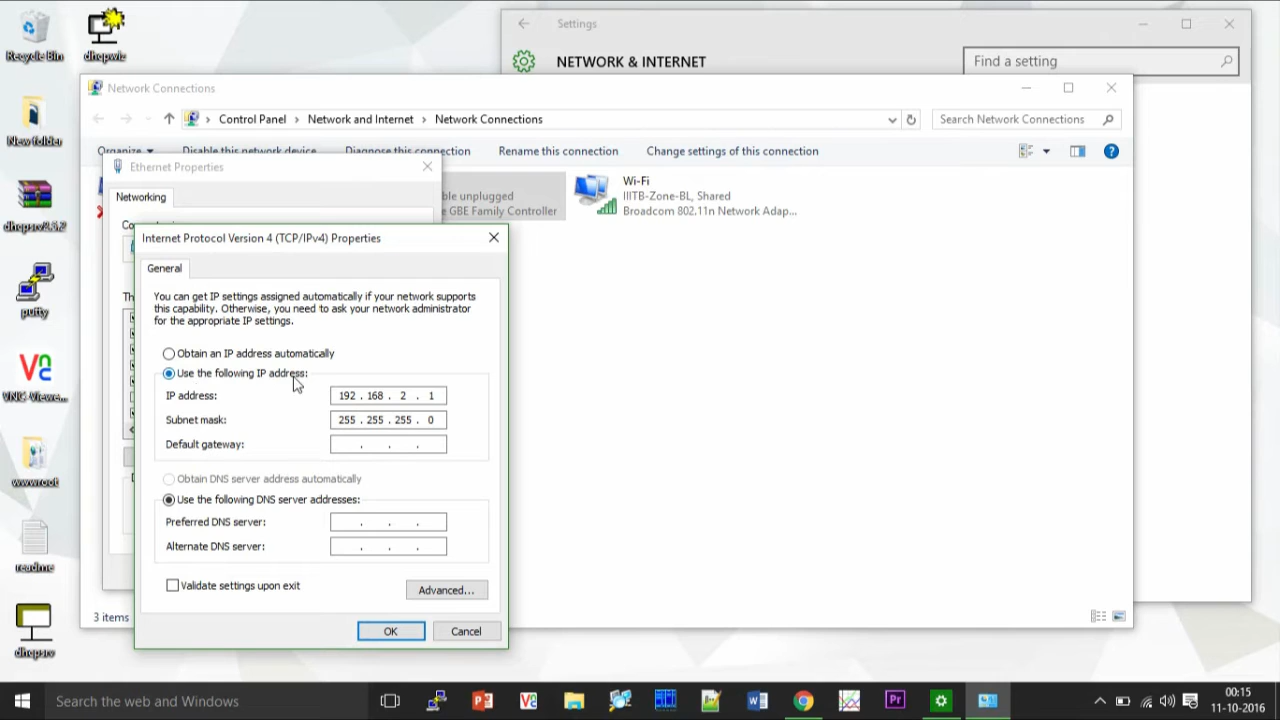 Recycle Bin
dhcpwiz
New folder
dhcpsrv2.5.2
putty
VNC-Viewe...
wwwroot
readme
dhcpsrv
Settings
NETWORK & INTERNET
Find a setting
Network Connections
Control Panel > Network and Internet > Network Connections
Search Network Connections
Organize Disable this network device Diagnose this connection Rename this connection Change settings of this connection
Ethernet Properties
Networking
ble unplugged
GBE Family Controller
Wi-Fi
IIITB-Zone-BL, Shared
Broadcom 802.11n Network Adap...
Internet Protocol Version 4 (TCP/IPv4) Properties
General
You can get IP settings assigned automatically if your network supports
this capability. Otherwise, you need to ask your network administrator
for the appropriate IP settings.
Obtain an IP address automatically
Use the following IP address:
IP address: 192 . 168 . 2 . 1
Subnet mask: 255 . 255 . 255 . 0
Default gateway: . . .
Obtain DNS server address automatically
Use the following DNS server addresses:
Preferred DNS server: . . .
Alternate DNS server: . . .
Validate settings upon exit
Advanced...
OK Cancel
3 items
Search the web and Windows
00:15
11-10-2016